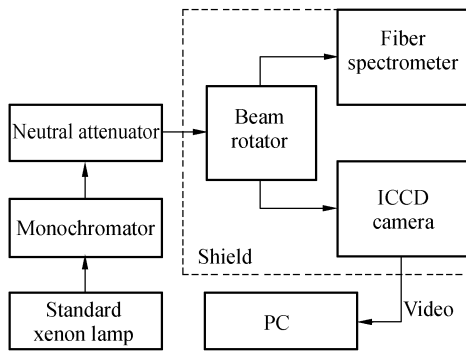 Fiber
spectrometer
Beam
rotator
Neutral attenuator
ICCD
camera
Monochromator
Shield
Standard
xenon lamp
PC
Video